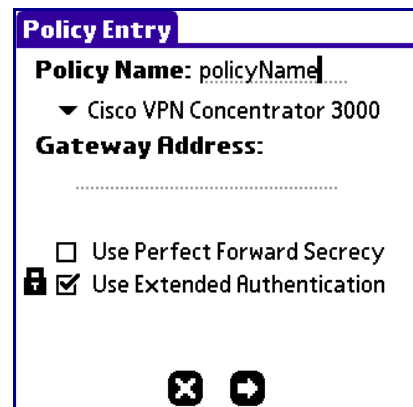 Policy Entry
Policy Name: policyName
Cisco VPN Concentrator 3000
Gateway Address:
Use Perfect Forward Secrecy
Use Extended Authentication